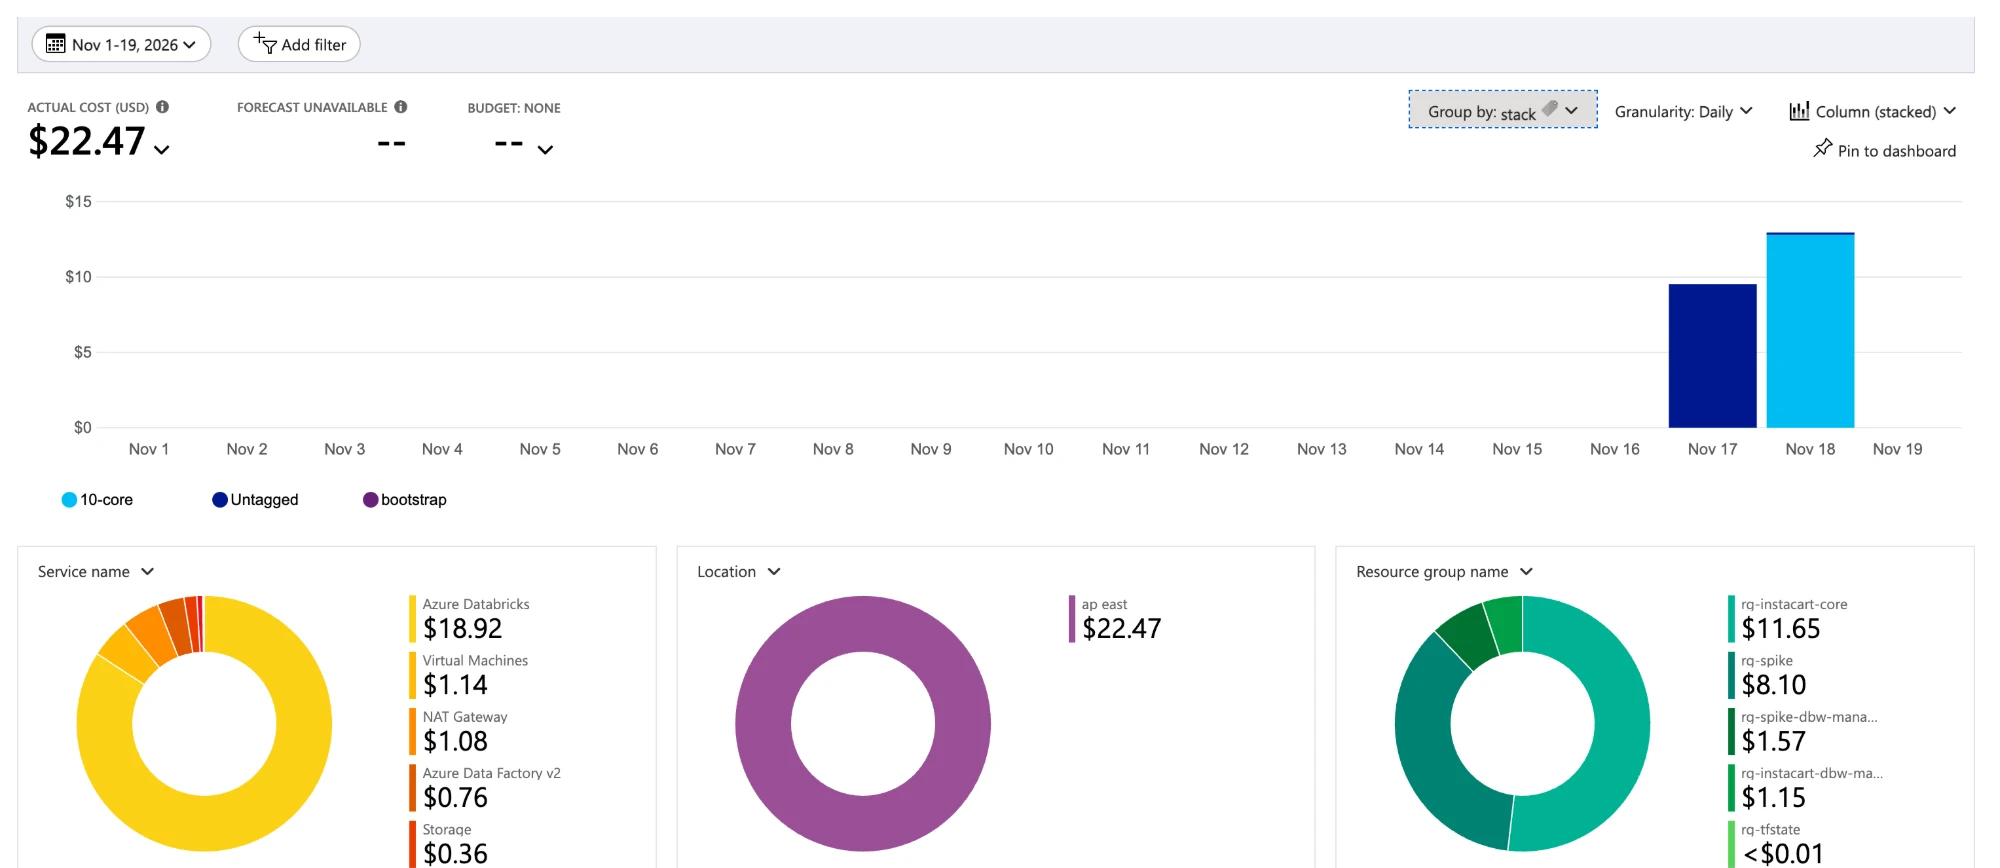 Nov 1-19, 2026
Add filter
ACTUAL COST (USD)
$22.47
FORECAST UNAVAILABLE
--
BUDGET: NONE
--
Group by: stack
Granularity: Daily
Column (stacked)
Pin to dashboard
$15
$10
$5
$0
Nov 1 Nov 2 Nov 3 Nov 4 Nov 5 Nov 6 Nov 7 Nov 8 Nov 9 Nov 10 Nov 11 Nov 12 Nov 13 Nov 14 Nov 15 Nov 16 Nov 17 Nov 18 Nov 19
10-core
Untagged
bootstrap
Service name
Azure Databricks
$18.92
Virtual Machines
$1.14
NAT Gateway
$1.08
Azure Data Factory v2
$0.76
Storage
$0.36
Location
ap east
$22.47
Resource group name
rg-instacart-core
$11.65
rg-spike
$8.10
rg-spike-dbw-mana...
$1.57
rg-instacart-dbw-ma...
$1.15
rg-tfstate
<$0.01